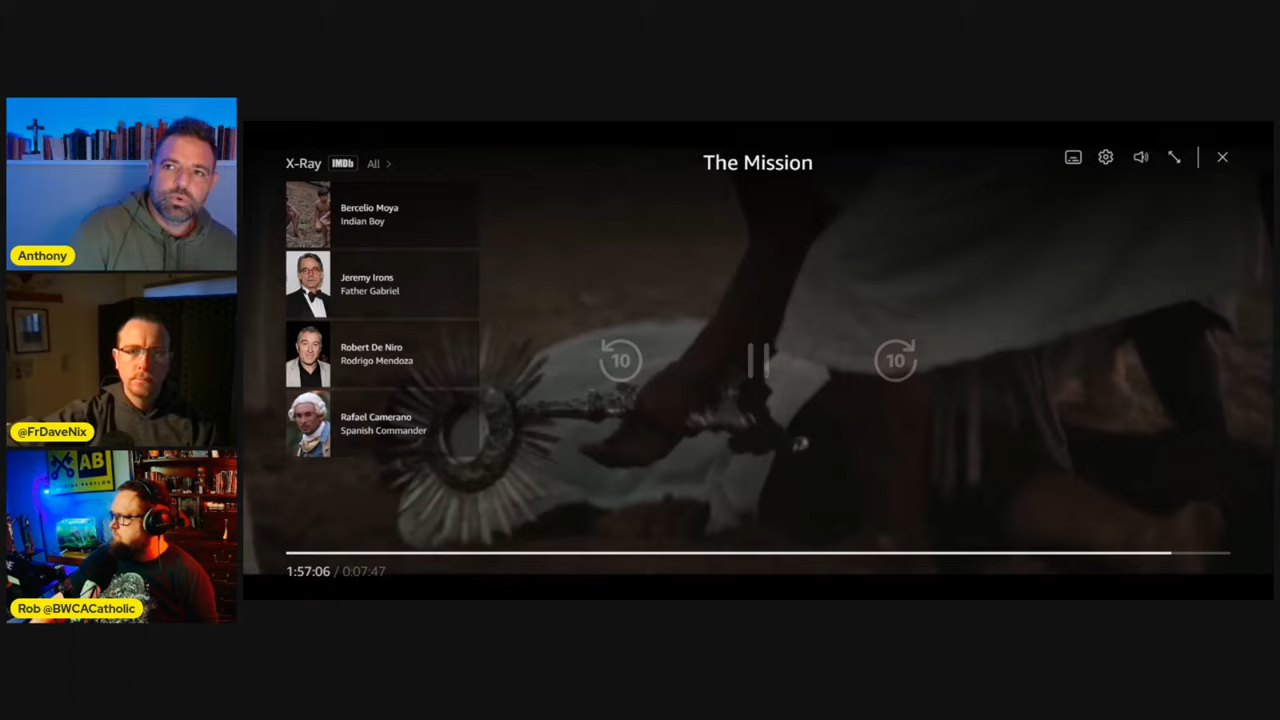 Anthony
@FrDaveNix
AB
Rob @BWCACatholic
X-Ray IMDb All >
The Mission
Bercelio Moya
Indian Boy
Jeremy Irons
Father Gabriel
Robert De Niro
Rodrigo Mendoza
Rafael Camerano
Spanish Commander
10
10
1:57:06 / 0:07:47